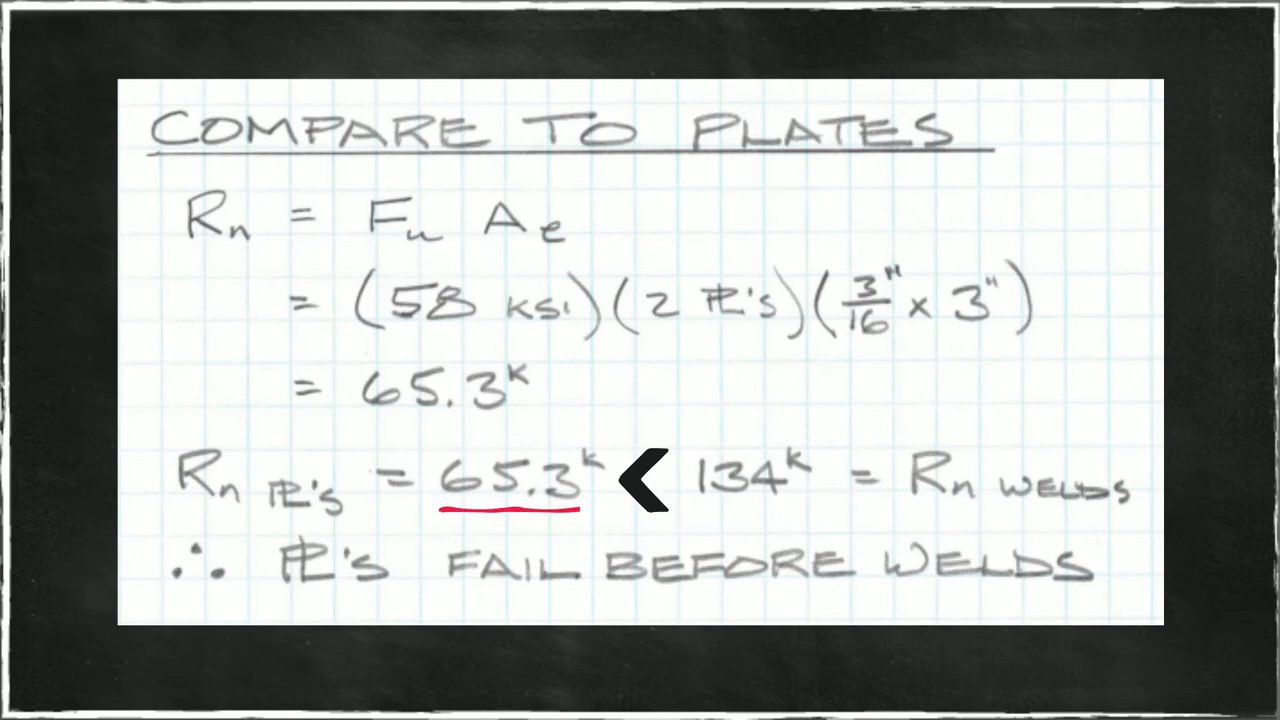 COMPARE TO PLATES
Rn = Fu Ae
= (58 ksi)(2 PL's)(3/16" x 3")
= 65.3k
Rn PL's = 65.3k < 134k = Rn WELDS
∴ PL's FAIL BEFORE WELDS